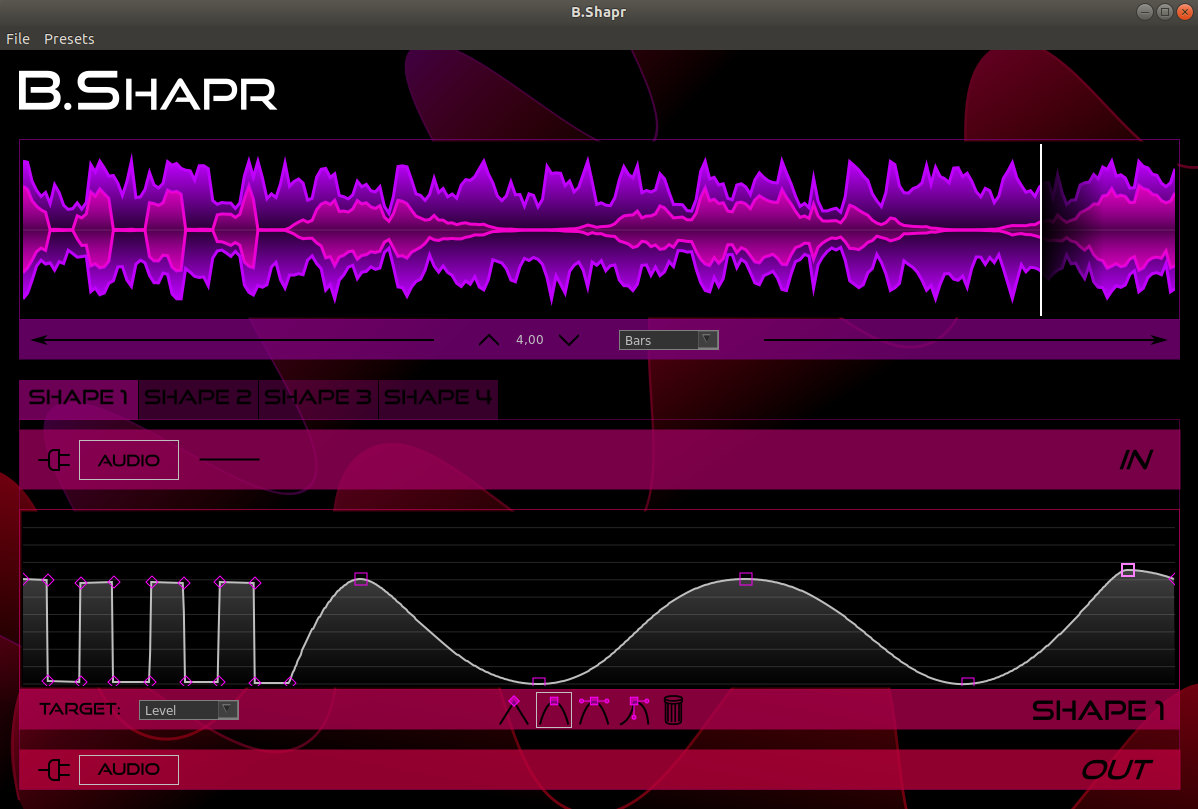 B.Shapr
File Presets
B.SHAPR
4,00 Bars
SHAPE 1 SHAPE 2 SHAPE 3 SHAPE 4
AUDIO IN
TARGET: Level SHAPE 1
AUDIO OUT